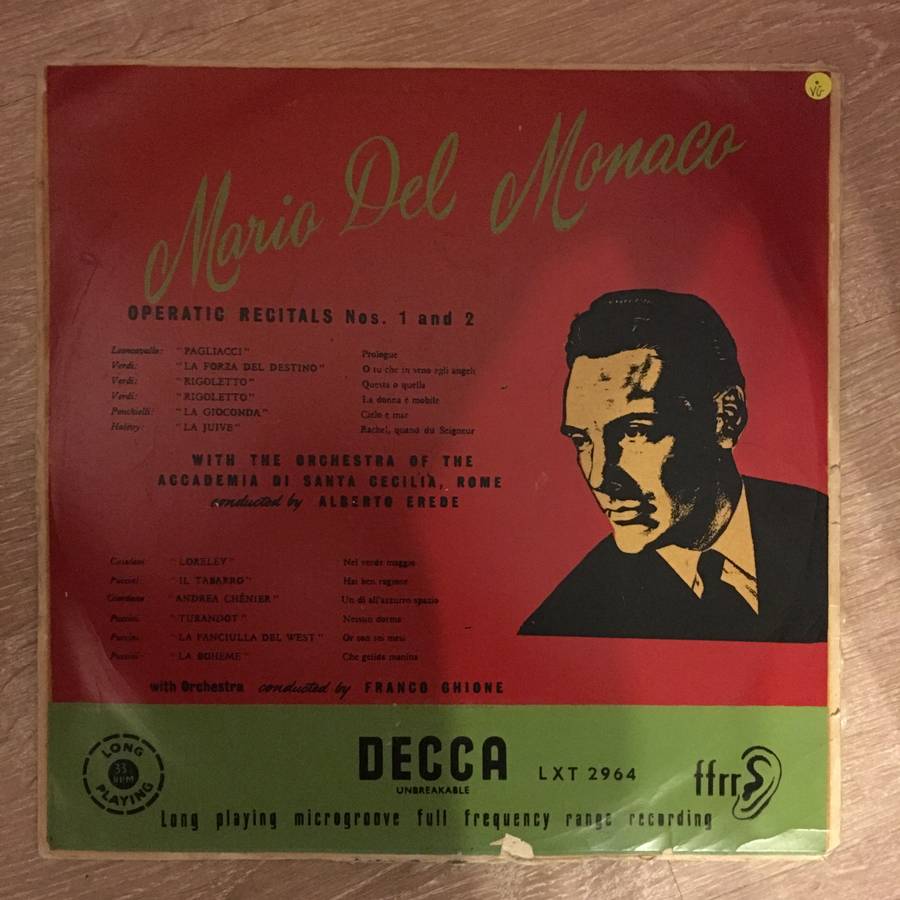 VG
Mario Del Monaco
OPERATIC RECITALS Nos. 1 and 2
Leoncavallo: "PAGLIACCI" Prologue
Verdi: "LA FORZA DEL DESTINO" O tu che in seno agli angeli
Verdi: "RIGOLETTO" Questa o quella
Verdi: "RIGOLETTO" La donna è mobile
Ponchielli: "LA GIOCONDA" Cielo e mar
Halévy: "LA JUIVE" Rachel, quand du Seigneur
WITH THE ORCHESTRA OF THE
ACCADEMIA DI SANTA CECILIA, ROME
conducted by ALBERTO EREDE
Catalani "LORELEY" Nel verde maggio
Puccini: "IL TABARRO" Hai ben ragione
Giordano: "ANDREA CHÉNIER" Un dì all'azzurro spazio
Puccini: "TURANDOT" Nessun dorma
Puccini: "LA FANCIULLA DEL WEST" Or son sei mesi
Puccini: "LA BOHEME" Che gelida manina
with Orchestra conducted by FRANCO GHIONE
LONG PLAYING
33 RPM
DECCA LXT 2964
UNBREAKABLE
ffrr
Long playing microgroove full frequency range recording